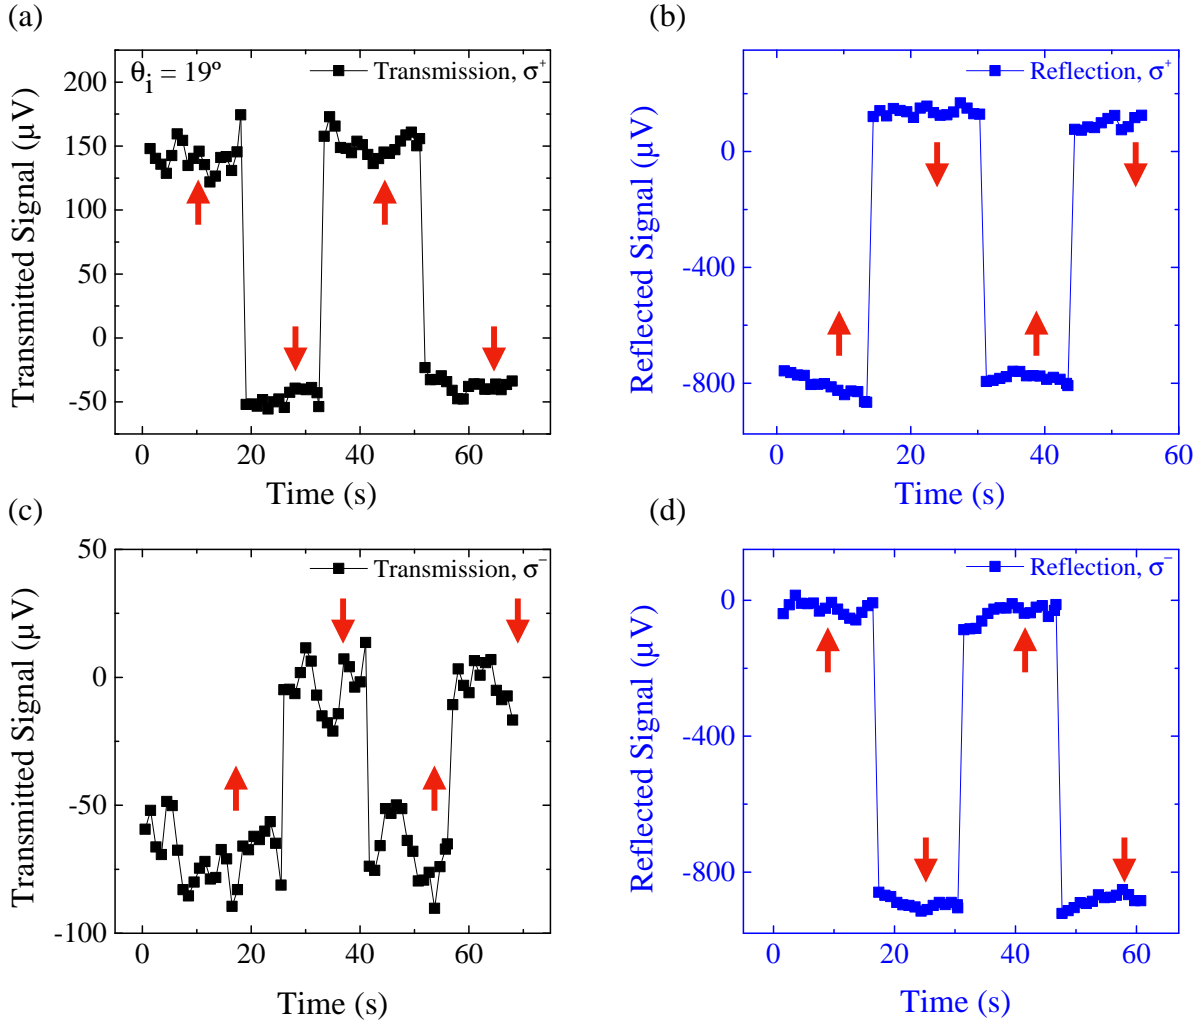 (a)
θi = 19º
Transmission, σ+
200
150
100
50
0
-50
0 20 40 60
Transmitted Signal (μV)
Time (s)
(b)
Reflection, σ+
0
-400
-800
0 20 40 60
Reflected Signal (μV)
Time (s)
(c)
Transmission, σ−
50
0
-50
-100
0 20 40 60
Transmitted Signal (μV)
Time (s)
(d)
Reflection, σ−
0
-400
-800
0 20 40 60
Reflected Signal (μV)
Time (s)